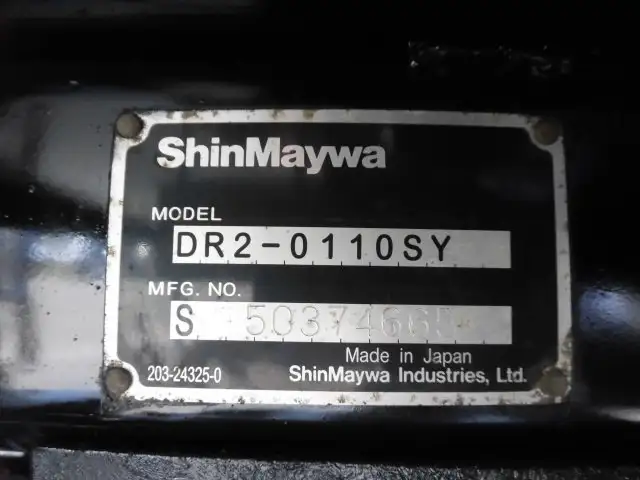 ShinMaywa
MODEL
DR2-0110SY
MFG. NO.
S
Made in Japan
203-24325-0
ShinMaywa Industries, Ltd.